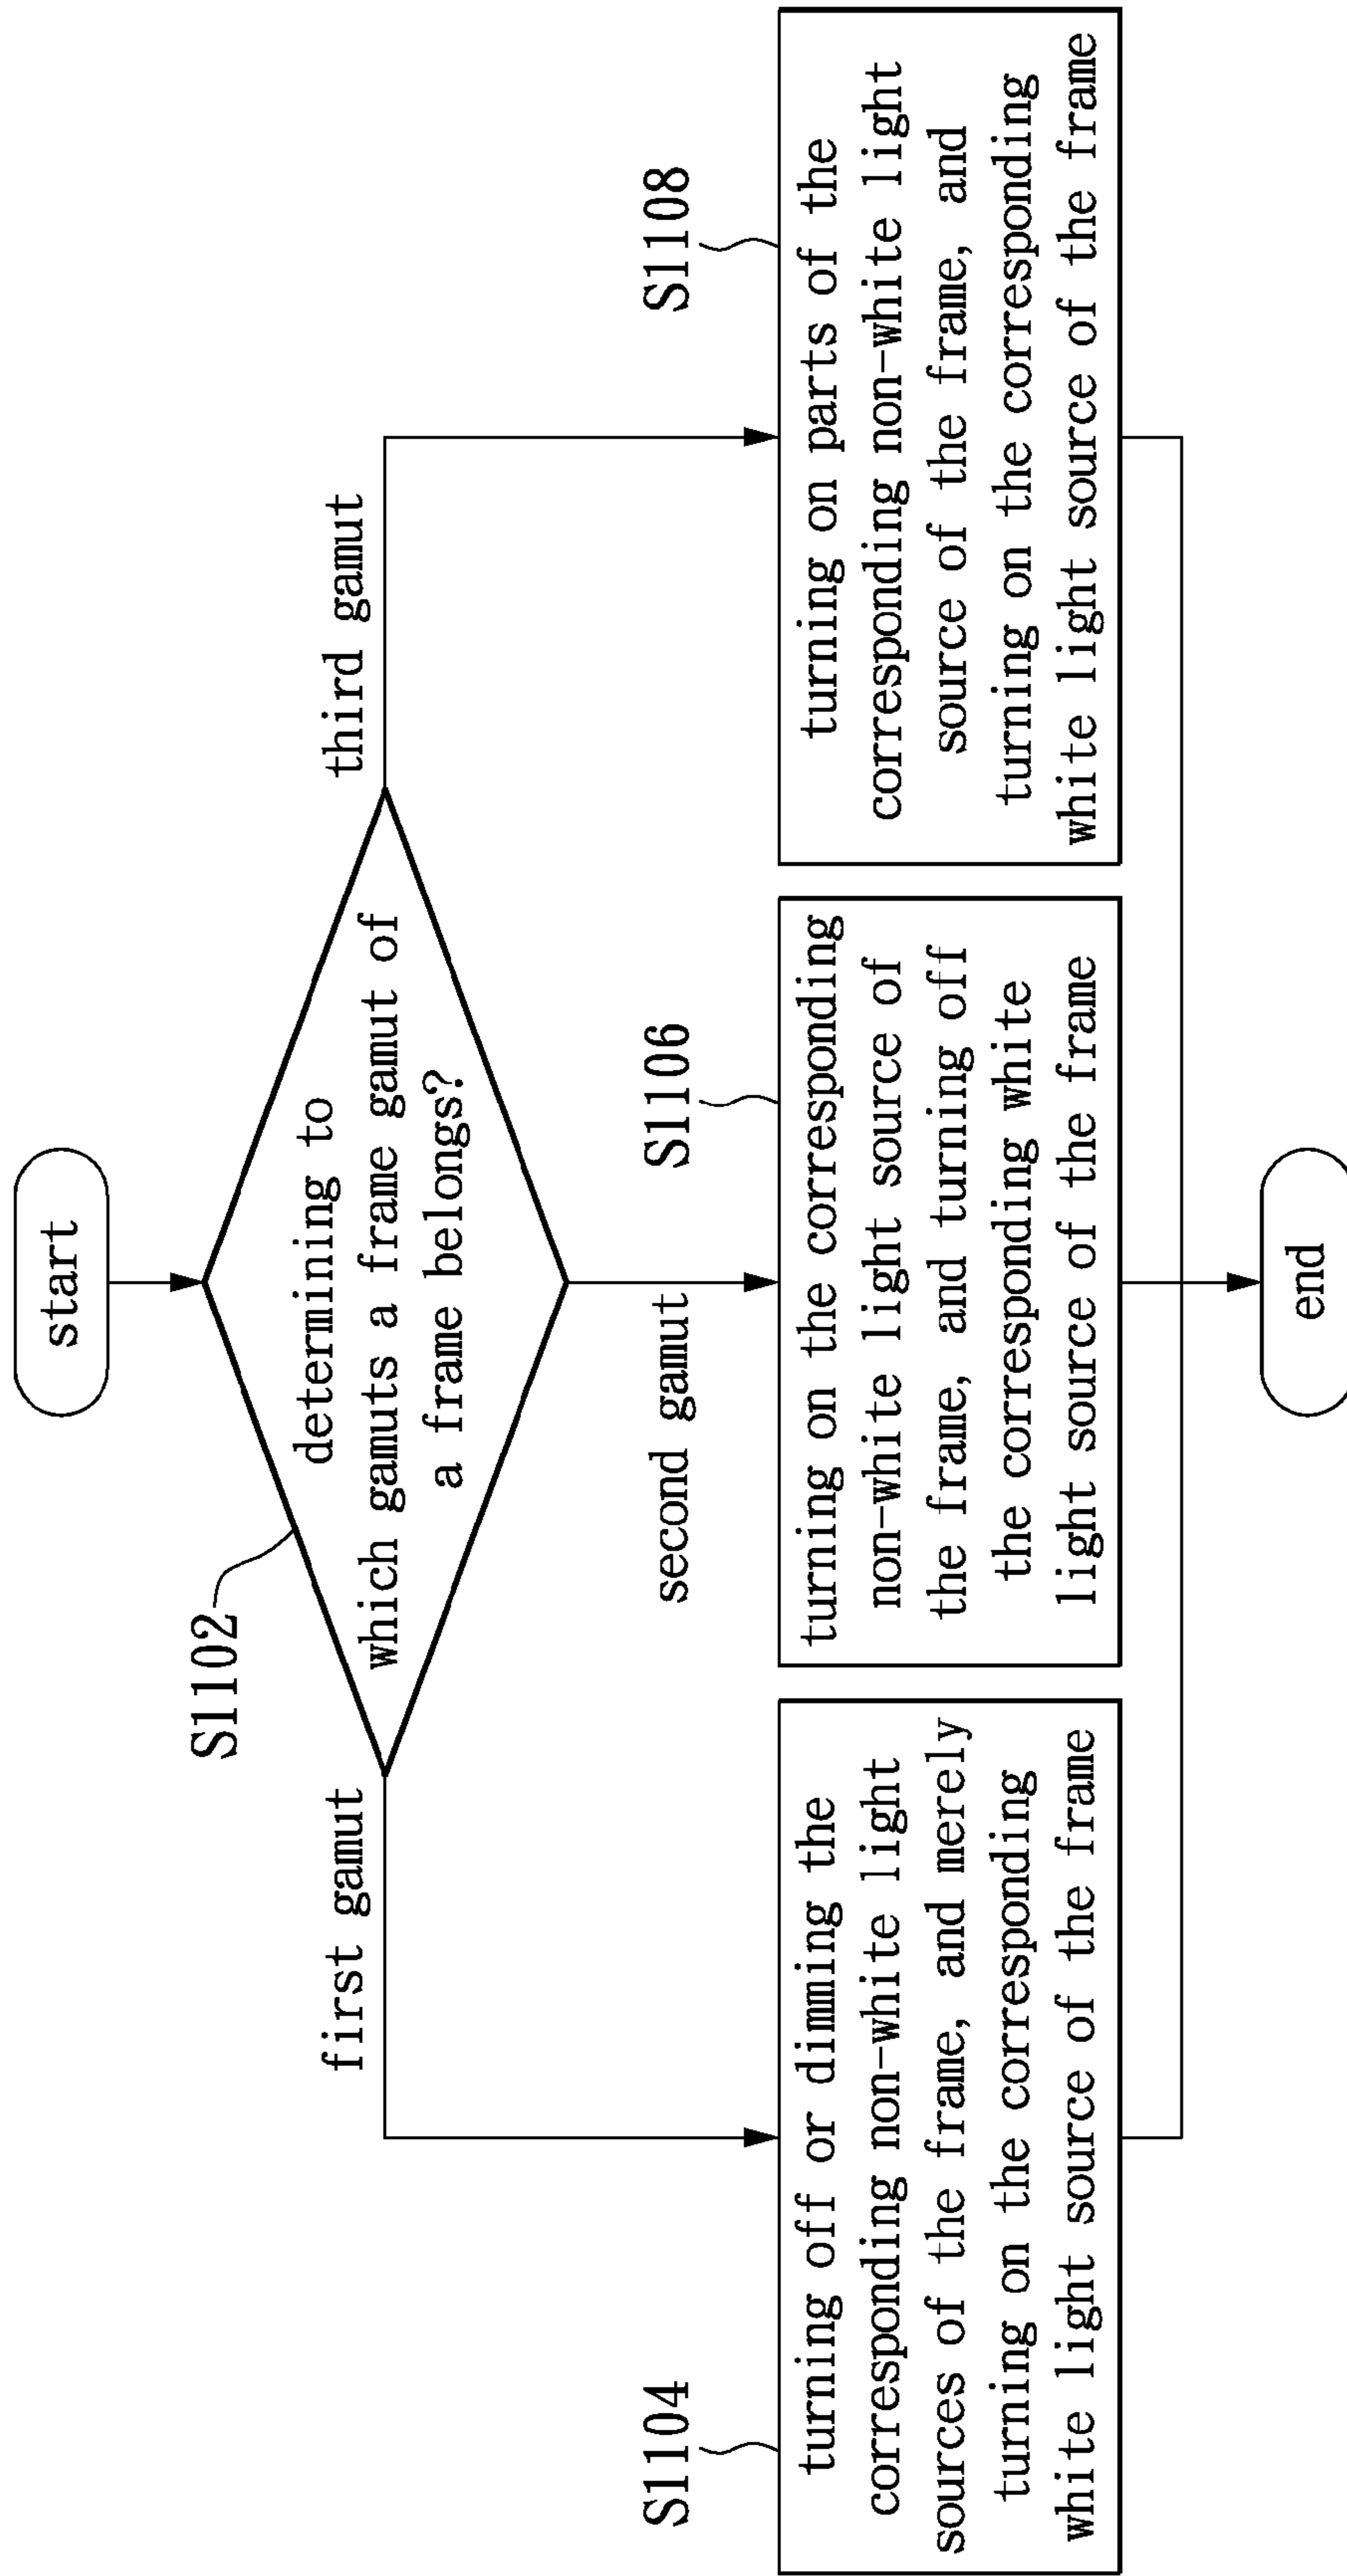 start
S1102
determining to
which gamuts a frame gamut of
a frame belongs?
first gamut
second gamut
third gamut
S1104
turning off or dimming the
corresponding non-white light
sources of the frame, and merely
turning on the corresponding
white light source of the frame
S1106
turning on the corresponding
non-white light source of
the frame, and turning off
the corresponding white
light source of the frame
S1108
turning on parts of the
corresponding non-white light
source of the frame, and
turning on the corresponding
white light source of the frame
end